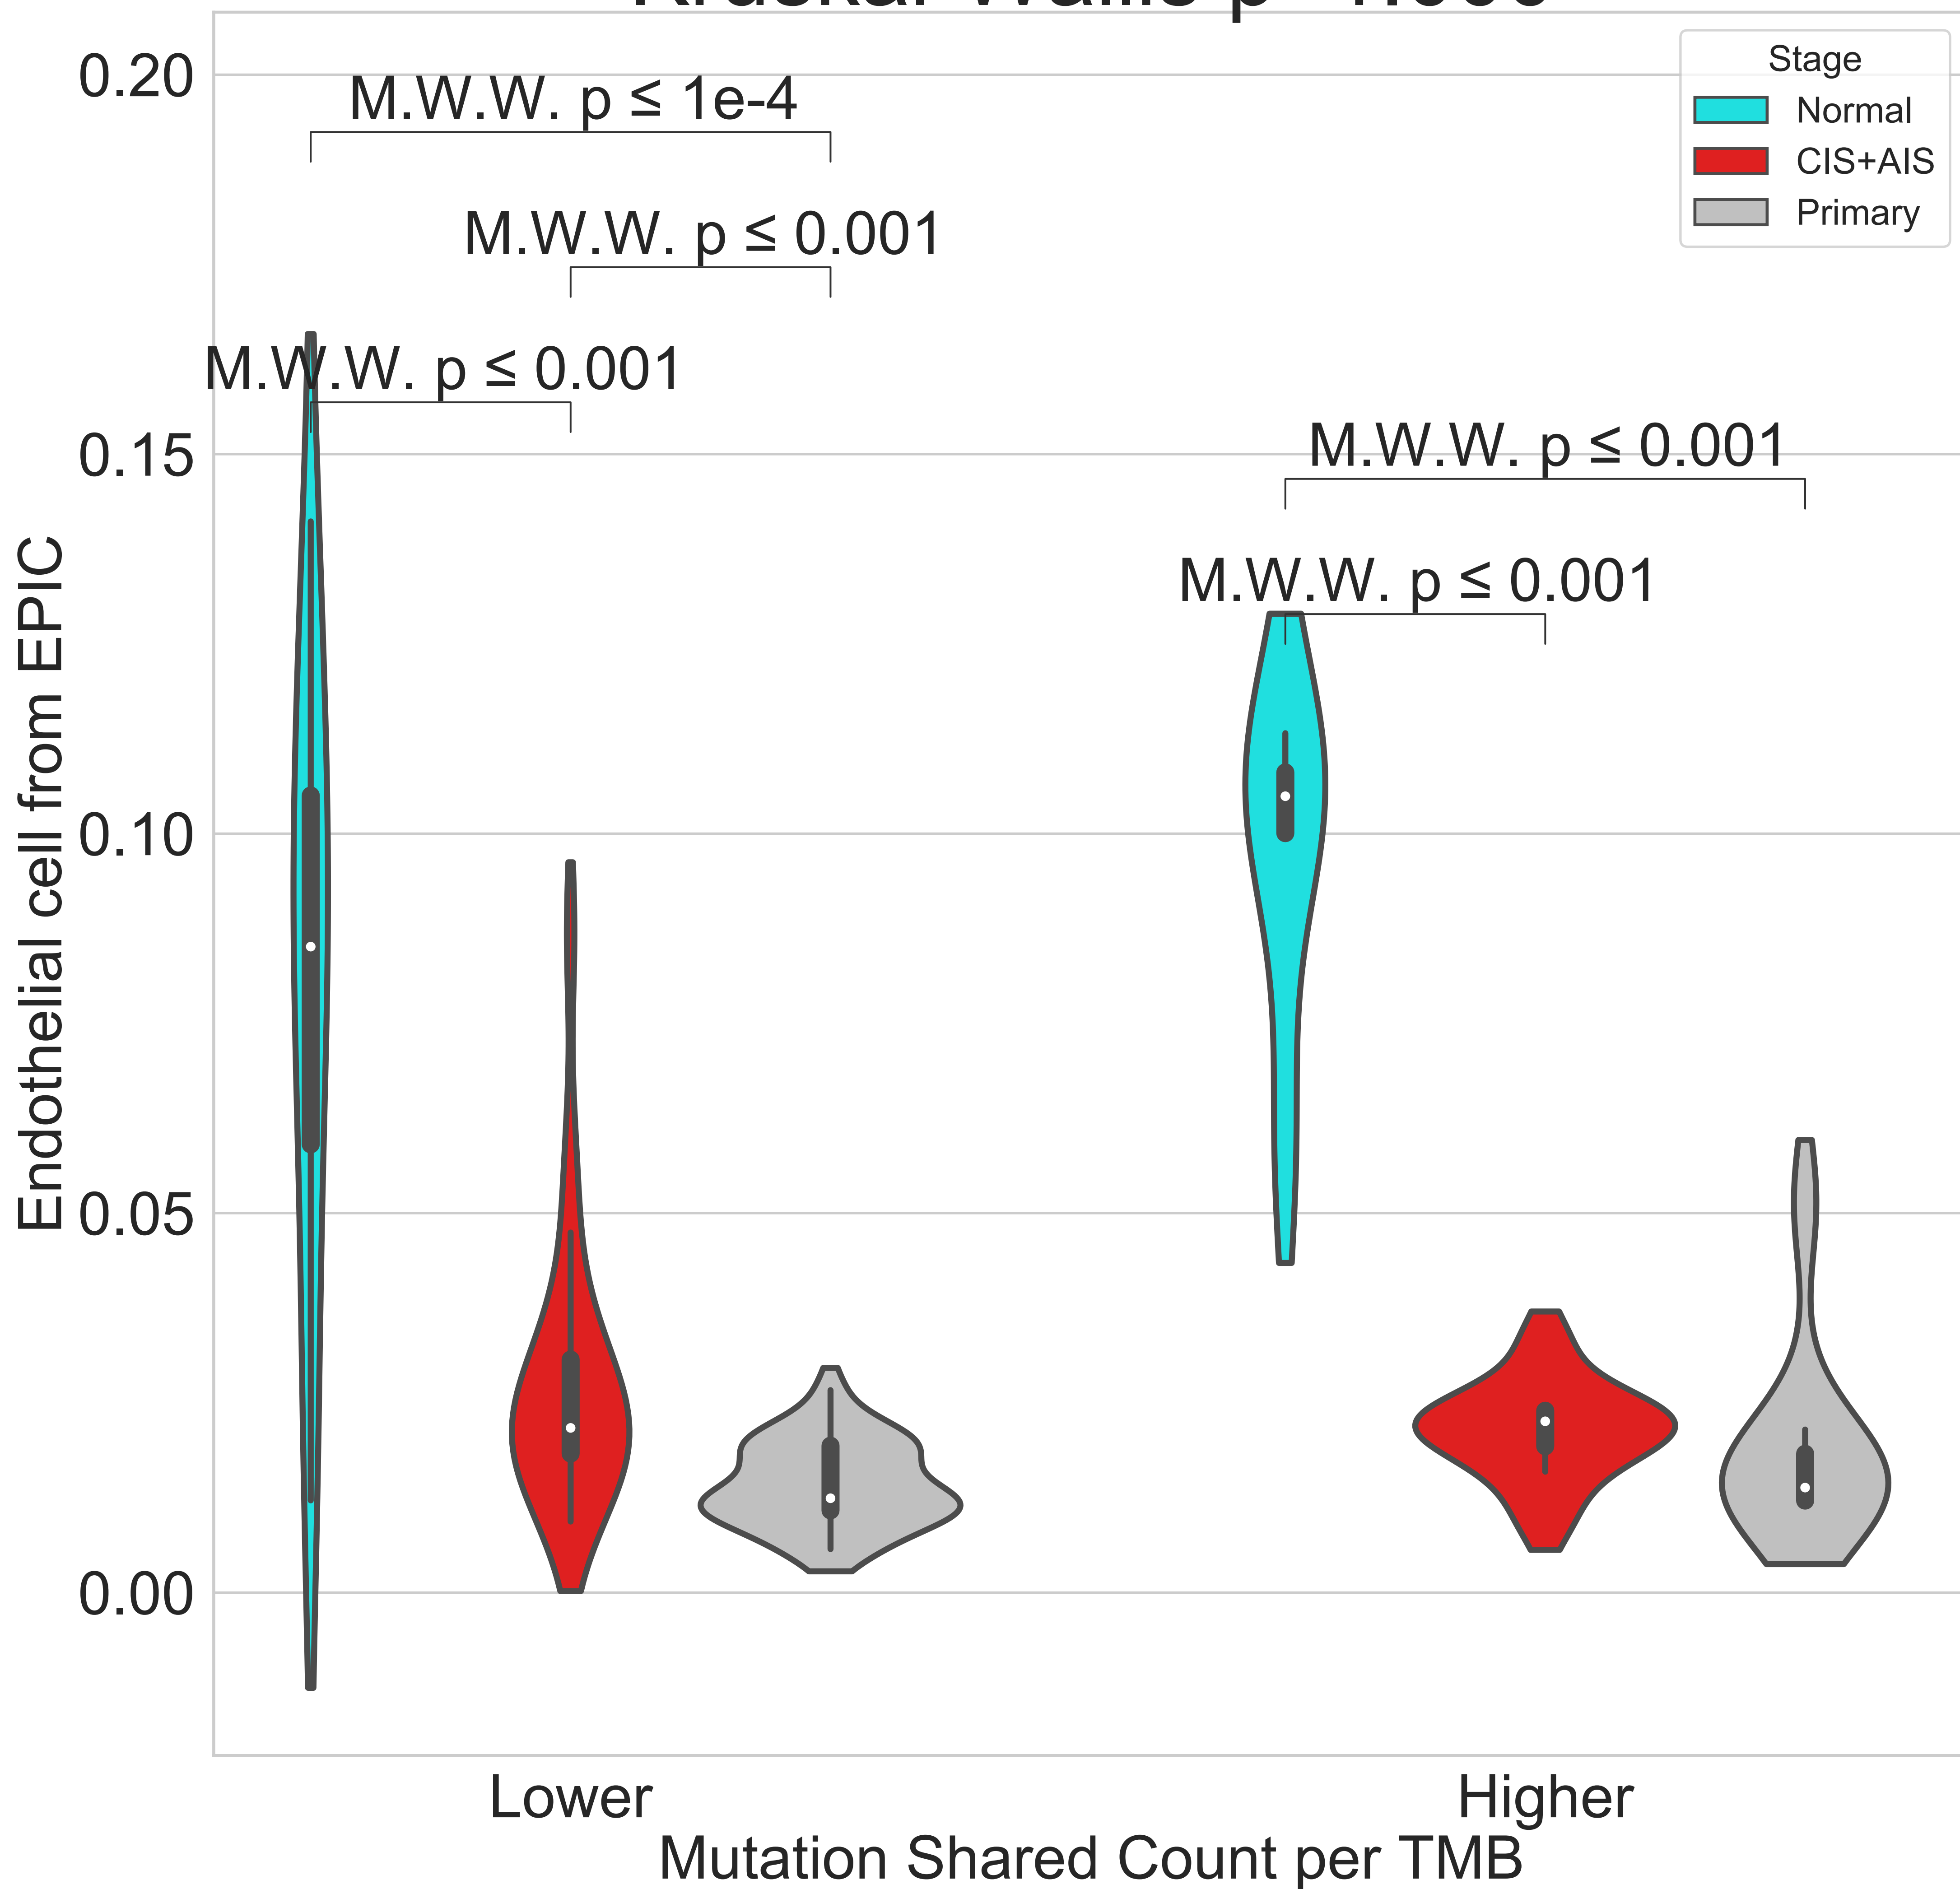 0.20
0.15
0.10
0.05
0.00
Endothelial cell from EPIC
M.W.W. p ≤ 1e-4
M.W.W. p ≤ 0.001
M.W.W. p ≤ 0.001
M.W.W. p ≤ 0.001
M.W.W. p ≤ 0.001
Stage
Normal
CIS+AIS
Primary
Lower
Higher
Mutation Shared Count per TMB